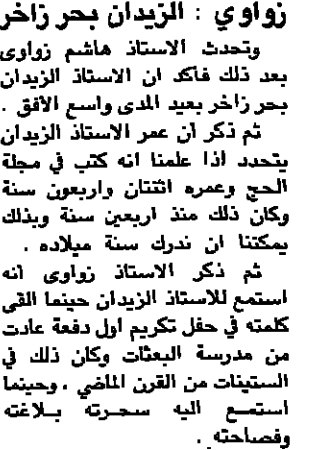 زواوي : الزيدان بحر زاخر
وتحدث الاستاذ هاشم زواوى
بعد ذلك فأكد ان الاستاذ الزيدان
بحر زاخر بعيد المدى واسع الافق .
ثم ذكر ان عمر الاستاذ الزيدان
يتحدد اذا علمنا انه كتب في مجلة
الحج وعمره اثنتان واربعون سنة
وكان ذلك منذ اربعين سنة وبذلك
يمكننا ان ندرك سنة ميلاده .
ثم ذكر الاستاذ زواوى انه
استمع للاستاذ الزيدان حينما القى
كلمته في حفل تكريم اول دفعة عادت
من مدرسة البعثات وكان ذلك في
الستينات من القرن الماضي ، وحينما
استمع اليه سحرته بلاغته
وفصاحته .